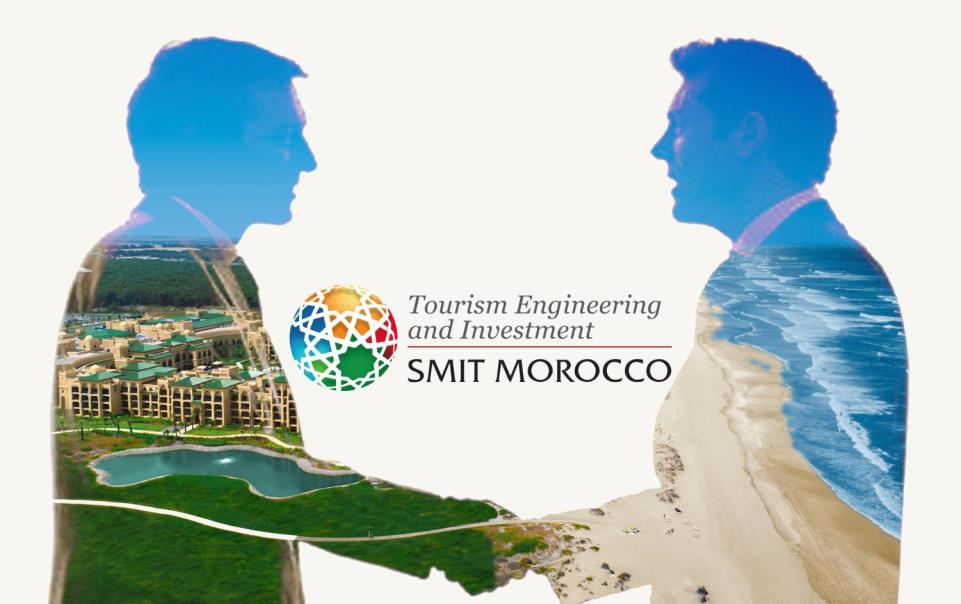 Tourism Engineering
and Investment
SMIT MOROCCO